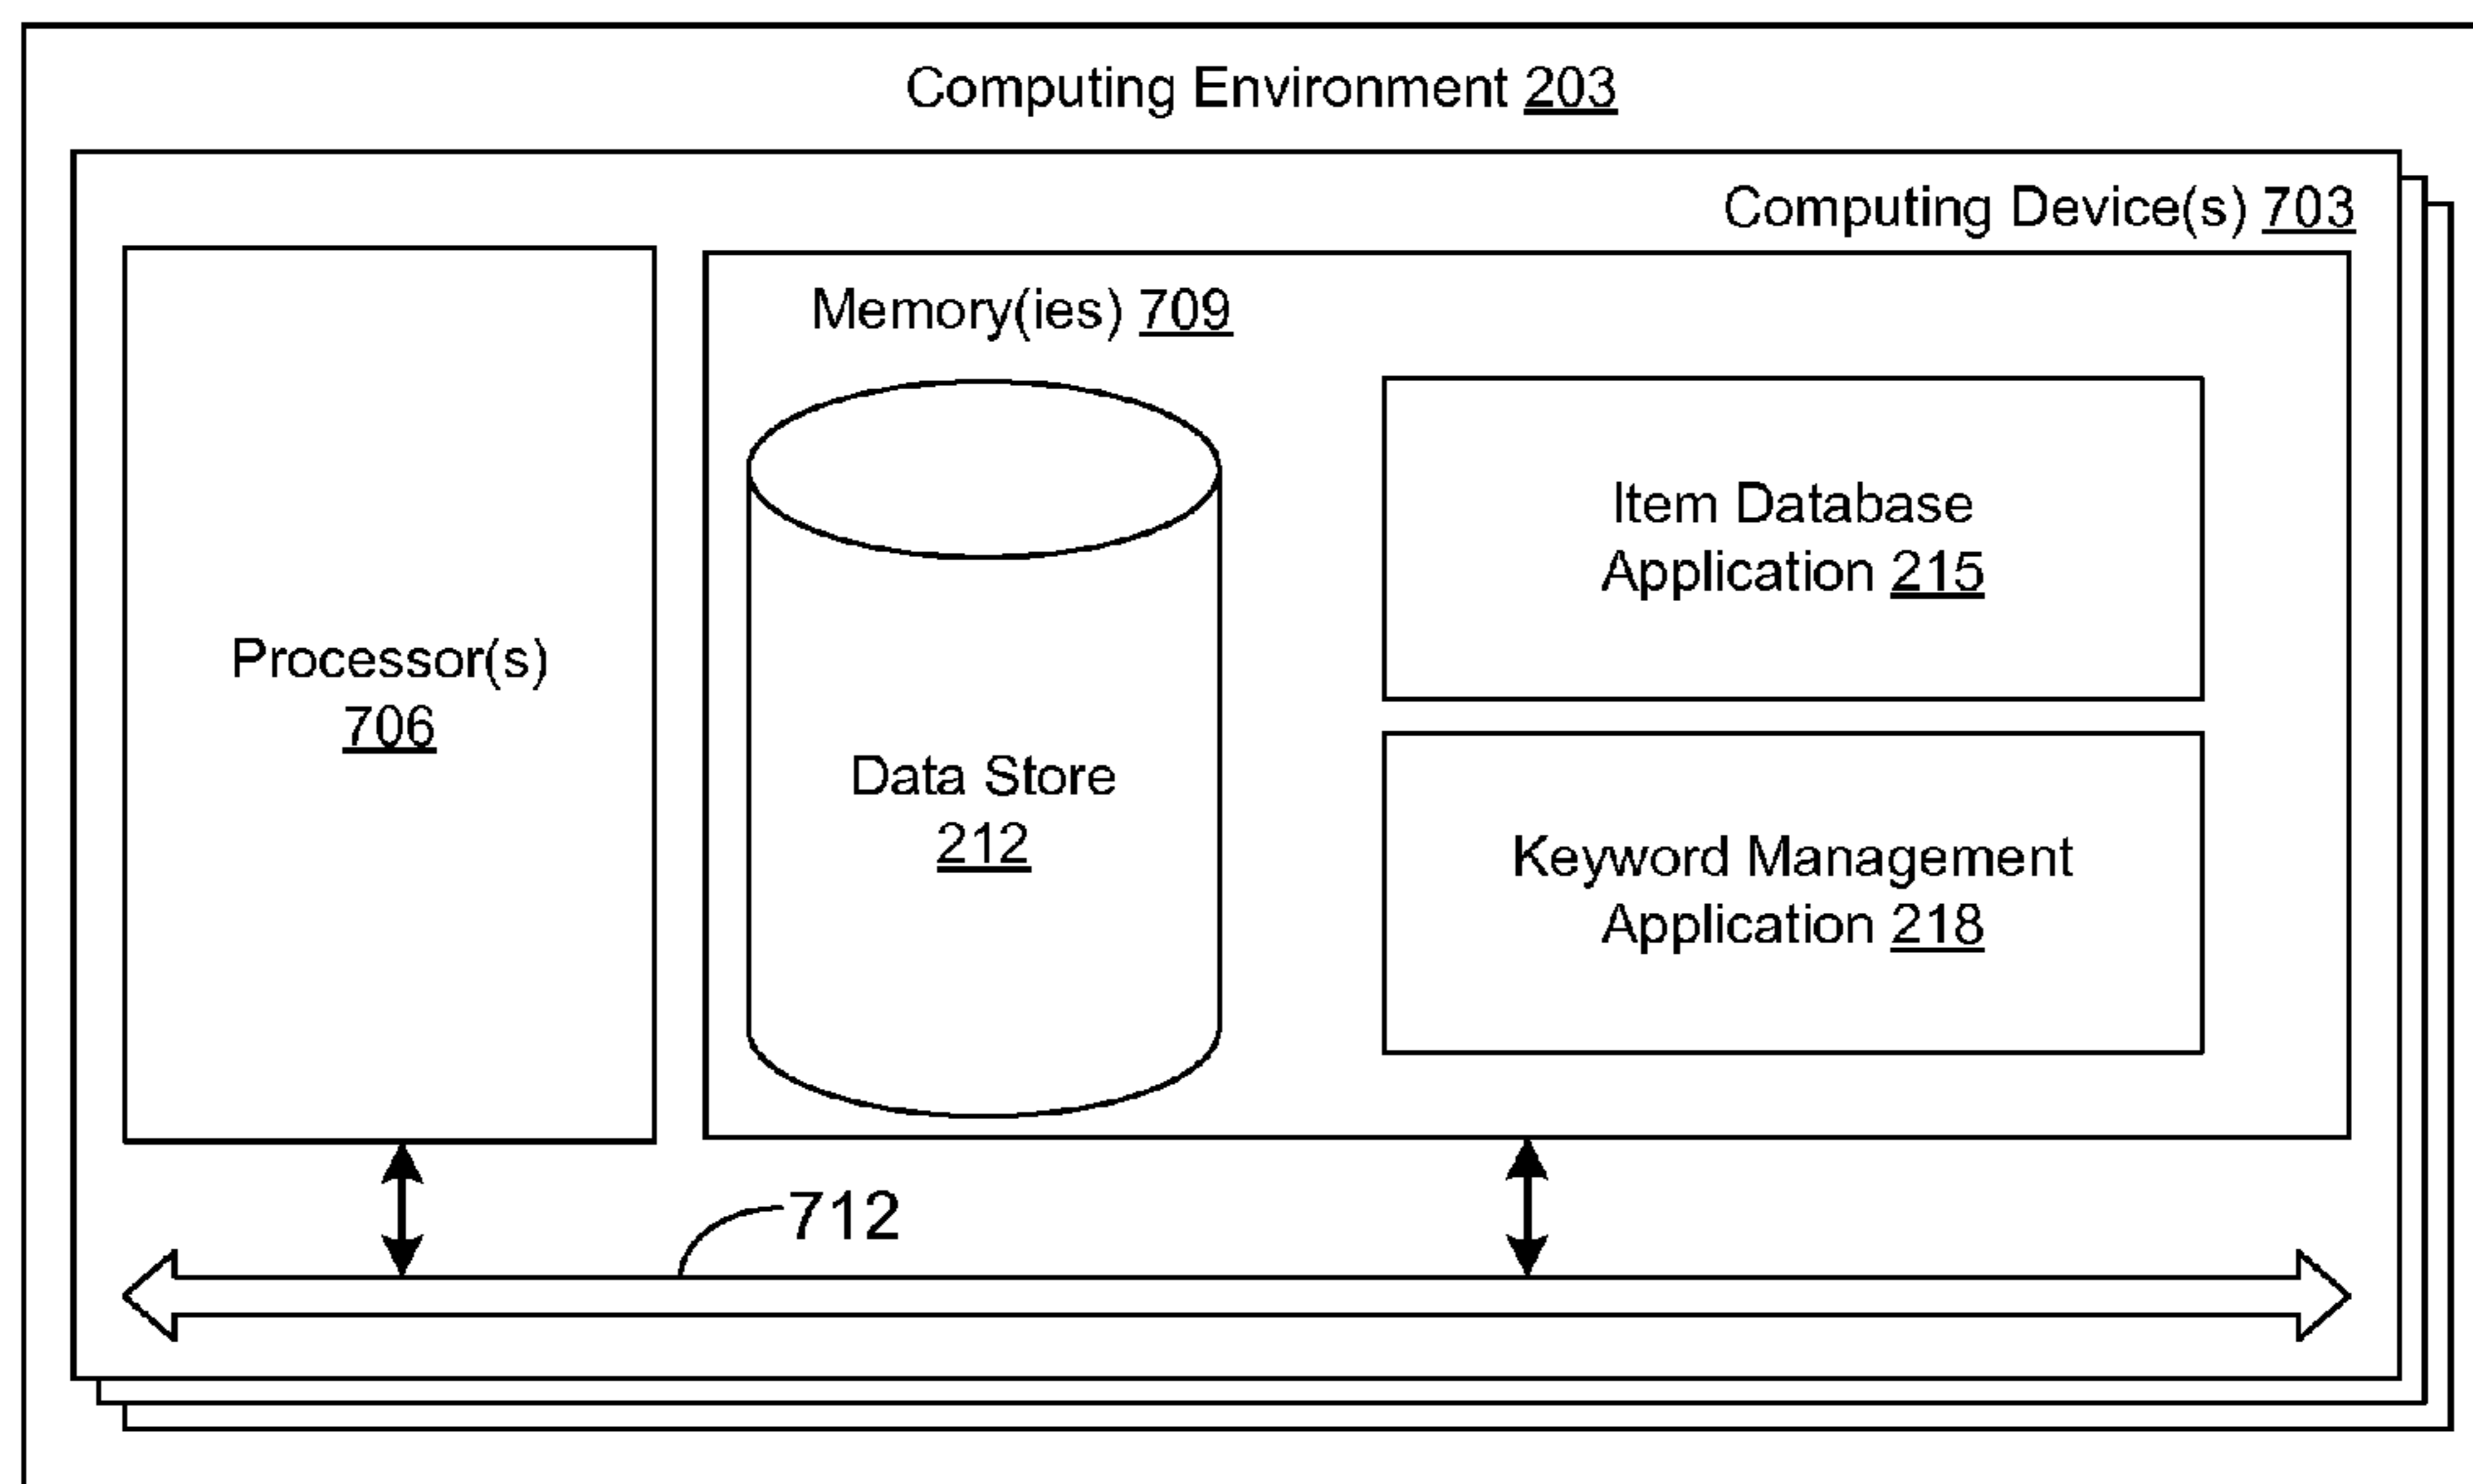 Computing Environment 203
Computing Device(s) 703
Memory(ies) 709
Processor(s)
706
Data Store
212
Item Database
Application 215
Keyword Management
Application 218
712